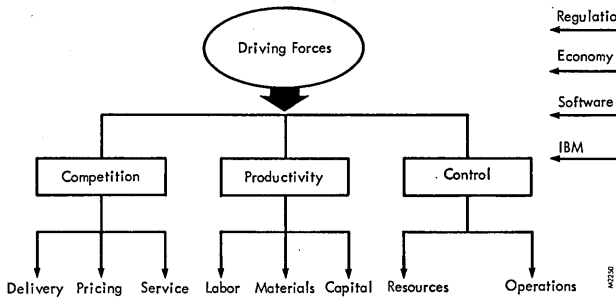 Driving Forces
Regulatio
Economy
Software
IBM
Competition
Productivity
Control
Delivery
Pricing
Service
Labor
Materials
Capital
Resources
Operations